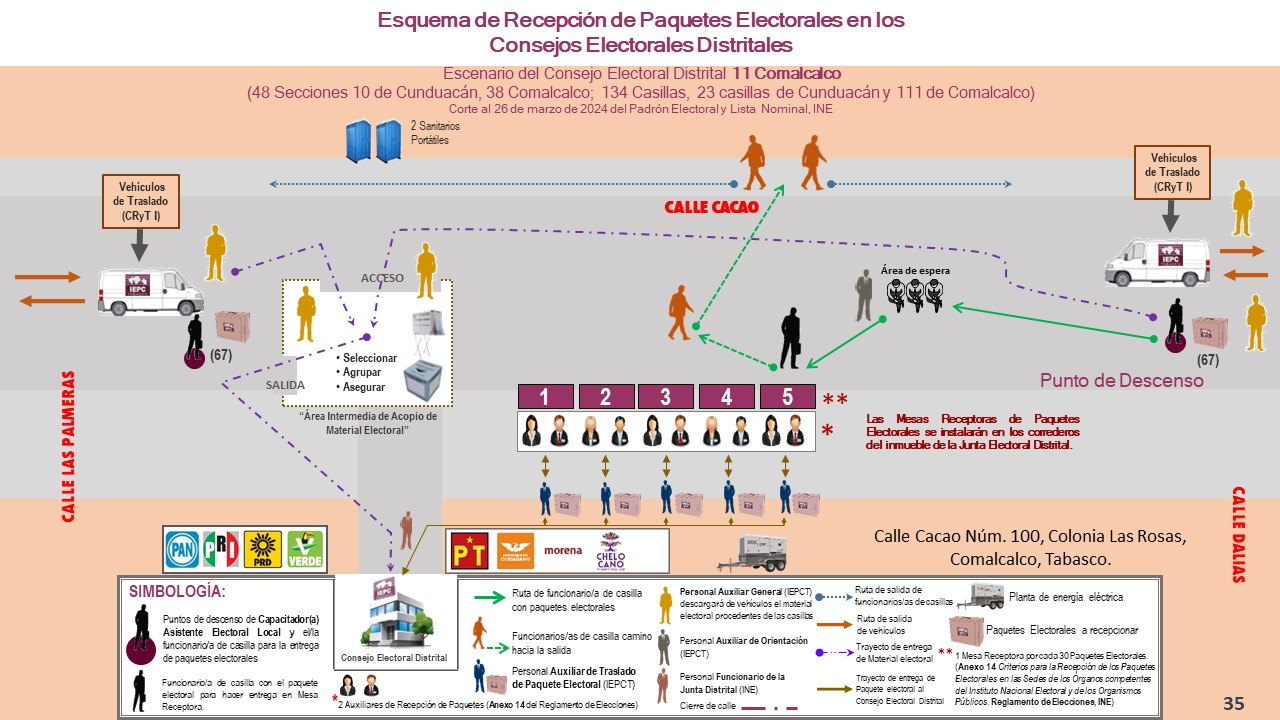 Esquema de Recepción de Paquetes Electorales en los
Consejos Electorales Distritales
Escenario del Consejo Electoral Distrital 11 Comalcalco
(48 Secciones 10 de Cunduacán, 38 Comalcalco; 134 Casillas, 23 casillas de Cunduacán y 111 de Comalcalco)
Corte al 26 de marzo de 2024 del Padrón Electoral y Lista Nominal, INE
2 Sanitarios
Portátiles
Vehículos
de Traslado
(CRyT I)
Vehículos
de Traslado
(CRyT I)
CALLE CACAO
ACCESO
Área de espera
IEPC
IEPC
(67)
(67)
• Seleccionar
• Agrupar
• Asegurar
SALIDA
"Área Intermedia de Acopio de
Material Electoral"
Punto de Descenso
1 2 3 4 5 **
*
Las Mesas Receptoras de Paquetes
Electorales se instalarán en los corredores
del inmueble de la Junta Electoral Distrital.
CALLE LAS PALMERAS
CALLE DALIAS
PAN
PRD
PRD
VERDE
PT
MOVIMIENTO
CIUDADANO
morena
CHELO
CANO
Calle Cacao Núm. 100, Colonia Las Rosas,
Comalcalco, Tabasco.
SIMBOLOGÍA:
Puntos de descenso de Capacitador(a)
Asistente Electoral Local y el/la
funcionario/a de casilla para la entrega
de paquetes electorales
Funcionario/a de casilla con el paquete
electoral para hacer entrega en Mesa
Receptora.
IEPC
Consejo Electoral Distrital
* 2 Auxiliares de Recepción de Paquetes (Anexo 14 del Reglamento de Elecciones)
Ruta de funcionario/a de casilla
con paquetes electorales
Funcionarios/as de casilla camino
hacia la salida
Personal Auxiliar de Traslado
de Paquete Electoral (IEPCT)
Personal Auxiliar General (IEPCT)
descargará de vehículos el material
electoral procedentes de las casillas
Personal Auxiliar de Orientación
(IEPCT)
Personal Funcionario de la
Junta Distrital (INE)
Cierre de calle
Ruta de salida de
funcionarios/as de casillas
Ruta de salida
de vehículos
Trayecto de entrega
de Material electoral
Trayecto de entrega de
Paquete electoral al
Consejo Electoral Distrital
Planta de energía eléctrica
Paquetes Electorales a recepcionar
** 1 Mesa Receptora por cada 30 Paquetes Electorales.
(Anexo 14 Criterios para la Recepción de los Paquetes
Electorales en las Sedes de los Órganos competentes
del Instituto Nacional Electoral y de los Organismos
Públicos. Reglamento de Elecciones, INE)
35